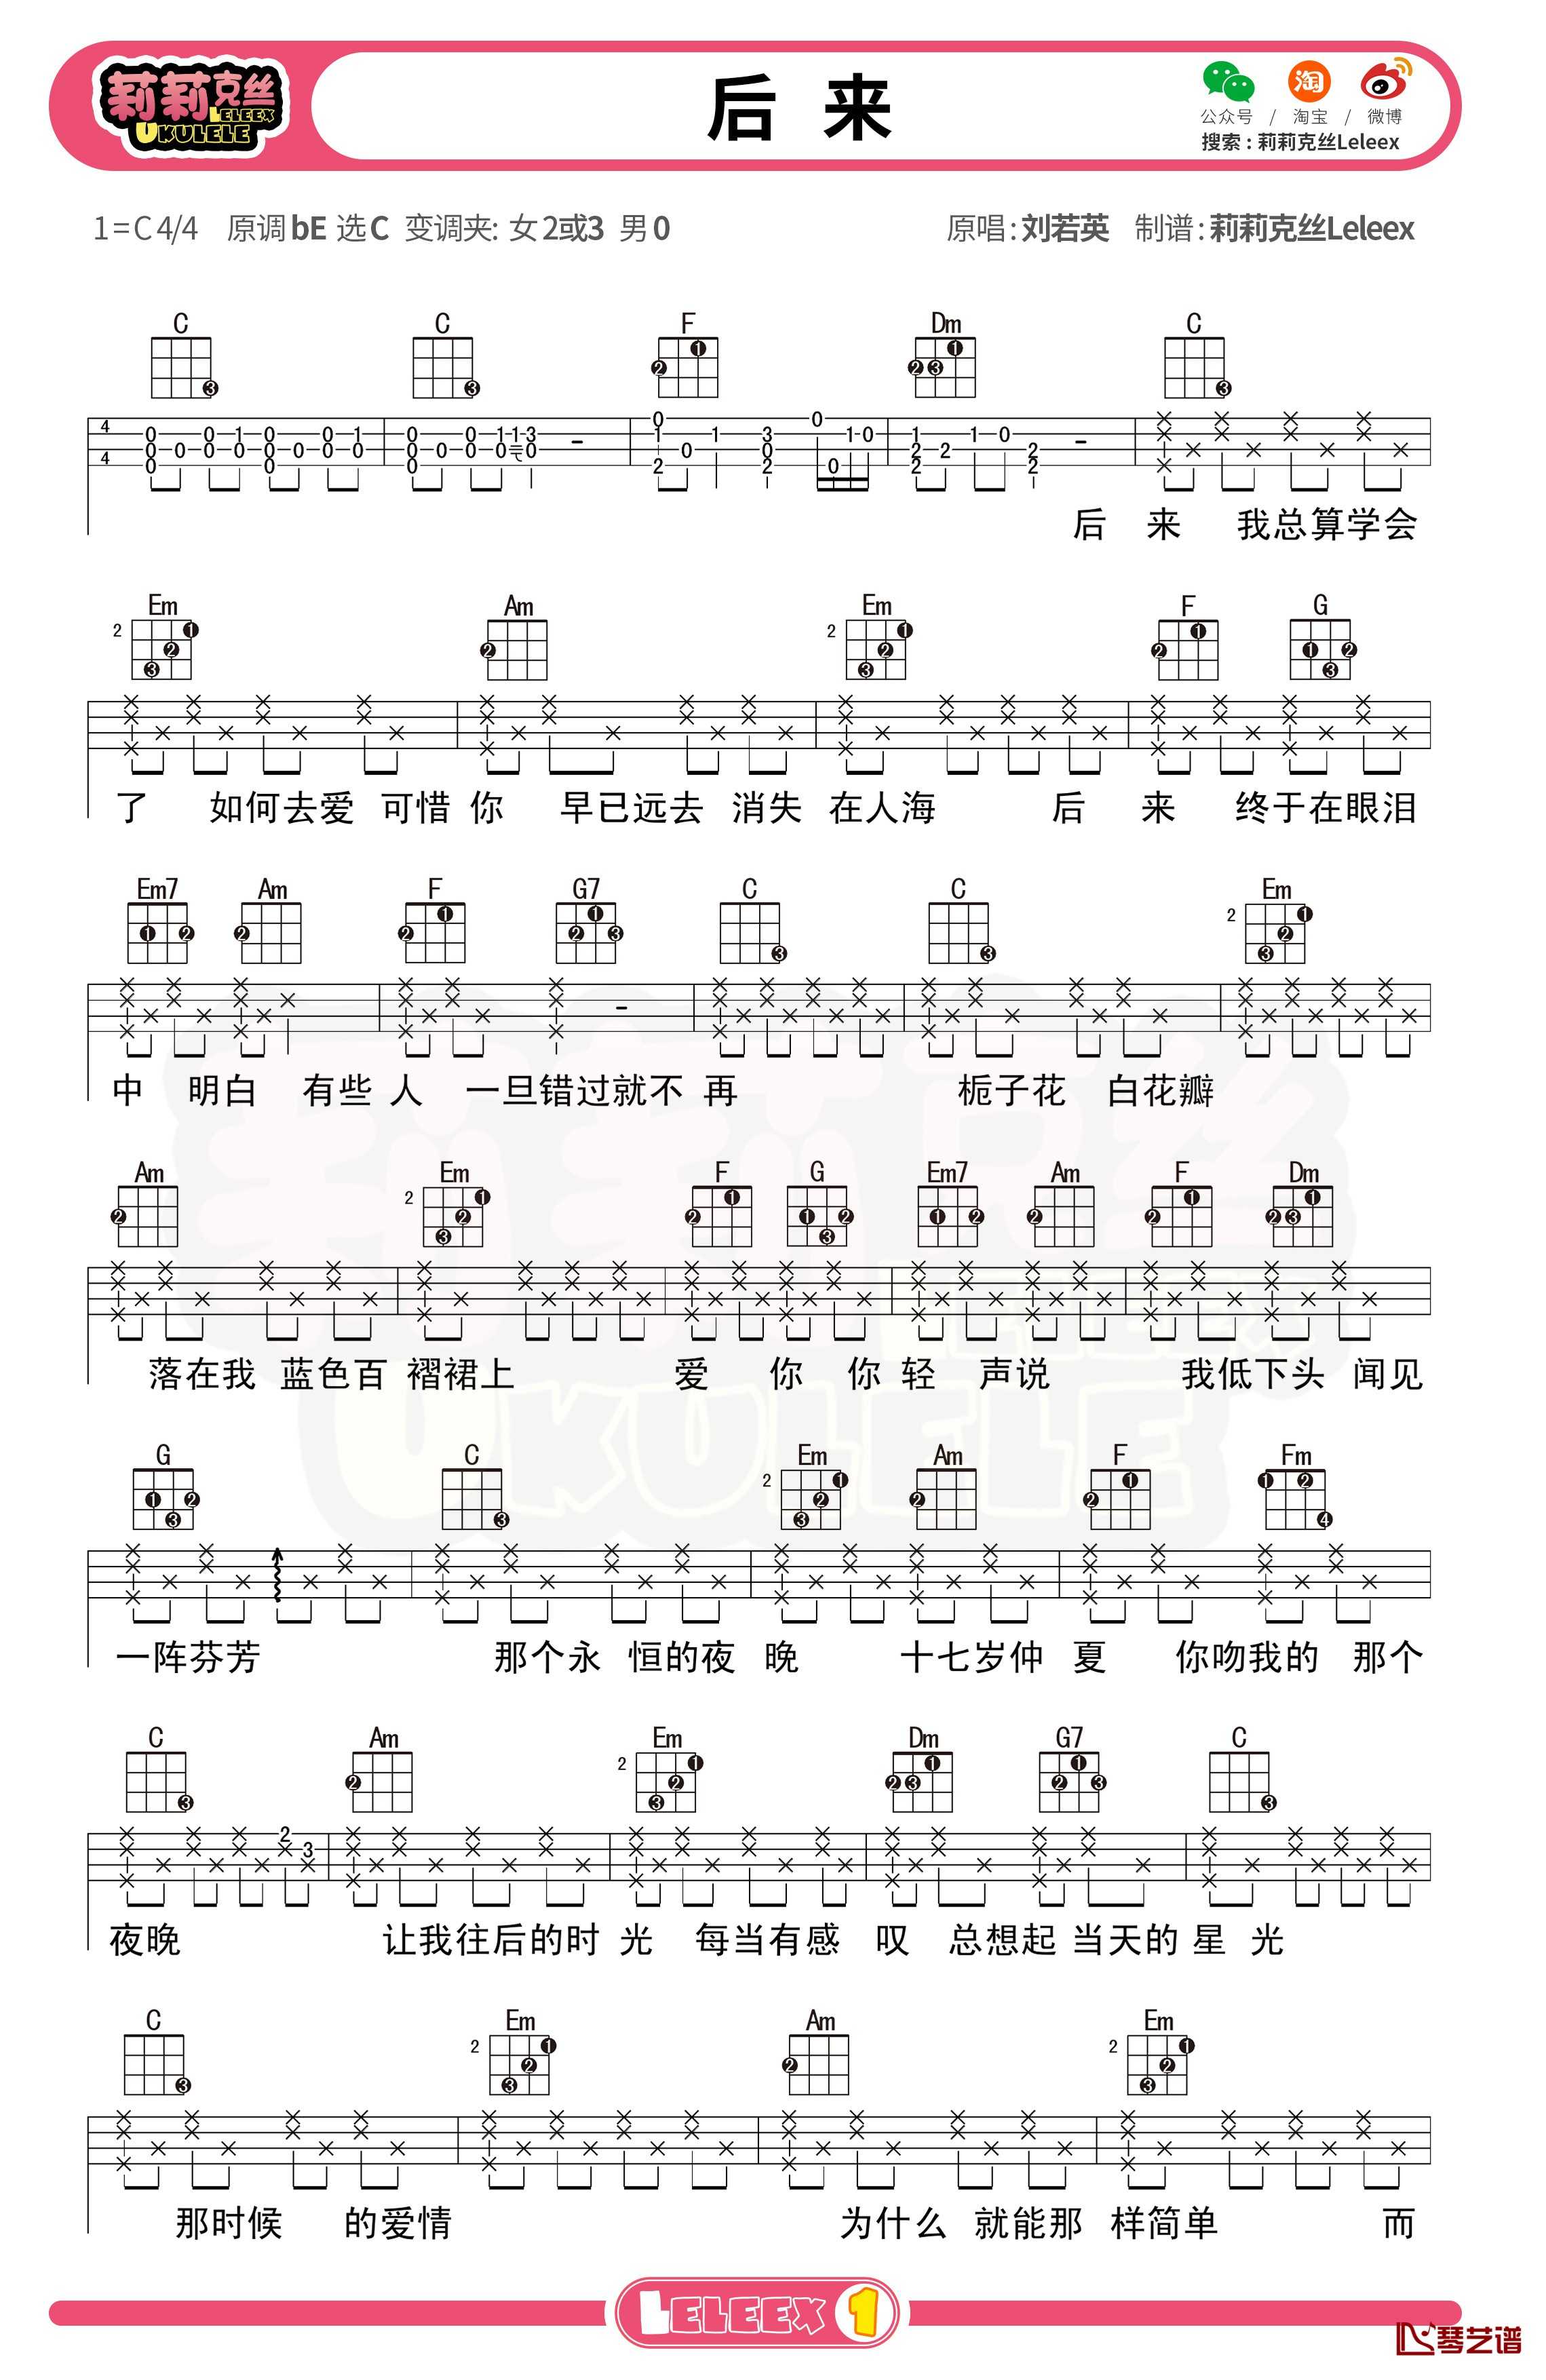 莉莉克丝
LELEEX
UKULELE
后 来
淘
公众号 / 淘宝 / 微博
搜索：莉莉克丝Leleex
1=C 4/4 原调 bE 选 C 变调夹: 女 2或3 男 0
原唱:刘若英 制谱:莉莉克丝Leleex
C C F Dm C
后 来 我总算学会
Em Am Em F G
了 如何去爱 可惜 你 早已远去 消失 在人海 后 来 终于在眼泪
Em7 Am F G7 C C Em
中 明白 有些 人 一旦错过就不 再 栀子花 白花瓣
Am Em F G Em7 Am F Dm
落在我 蓝色百 褶裙上 爱 你 你 轻 声说 我低下头 闻见
G C Em Am F Fm
一阵芬芳 那个永 恒的夜 晚 十七岁仲 夏 你吻我的 那个
C Am Em Dm G7 C
夜晚 让我往后的时 光 每当有感 叹 总想起 当天的 星 光
C Em Am Em
那时候 的爱情 为什么 就能那 样简单 而
LELEEX 1
琴艺谱